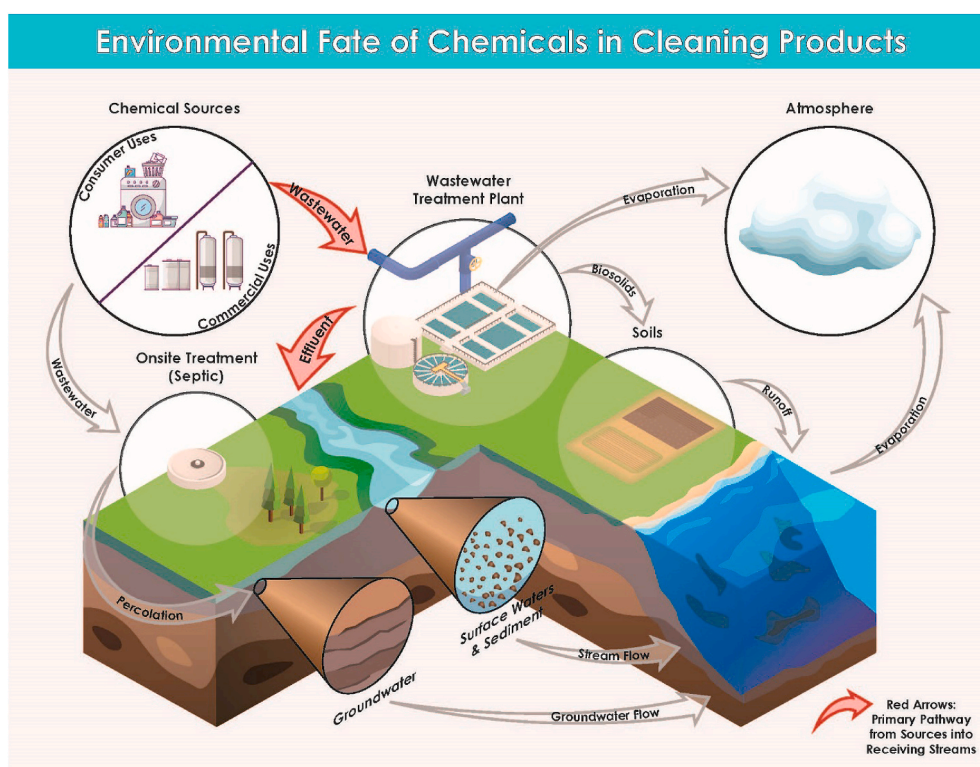 Environmental Fate of Chemicals in Cleaning Products
Chemical Sources
Consumer Uses
Commercial Uses
Wastewater
Wastewater
Treatment Plant
Evaporation
Atmosphere
Biosolids
Soils
Effluent
Onsite Treatment
(Septic)
Wastewater
Runoff
Evaporation
Percolation
Surface Waters
& Sediment
Stream Flow
Groundwater
Groundwater Flow
Red Arrows:
Primary Pathway
from Sources into
Receiving Streams